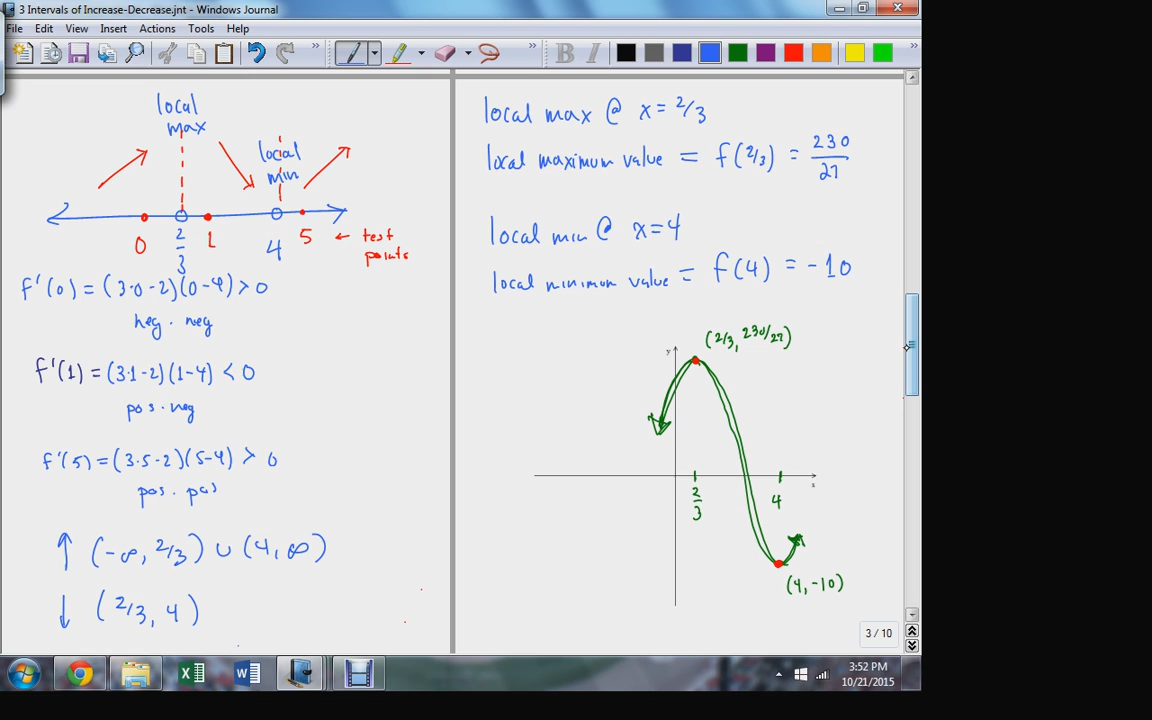 3 Intervals of Increase-Decrease.jnt - Windows Journal
File Edit View Insert Actions Tools Help
B I
local
max
local
min
0 2/3 1 4 5 ← test
points
f'(0) = (3·0-2)(0-4) > 0
neg · neg
f'(1) = (3·1-2)(1-4) < 0
pos · neg
f'(5) = (3·5-2)(5-4) > 0
pos · pos
↑ (-∞, 2/3) ∪ (4, ∞)
↓ (2/3, 4)
local max @ x = 2/3
local maximum value = f(2/3) = 230/27
local min @ x=4
local minimum value = f(4) = -10
(2/3, 230/27)
y
x
2/3
4
(4, -10)
3 / 10
3:52 PM
10/21/2015